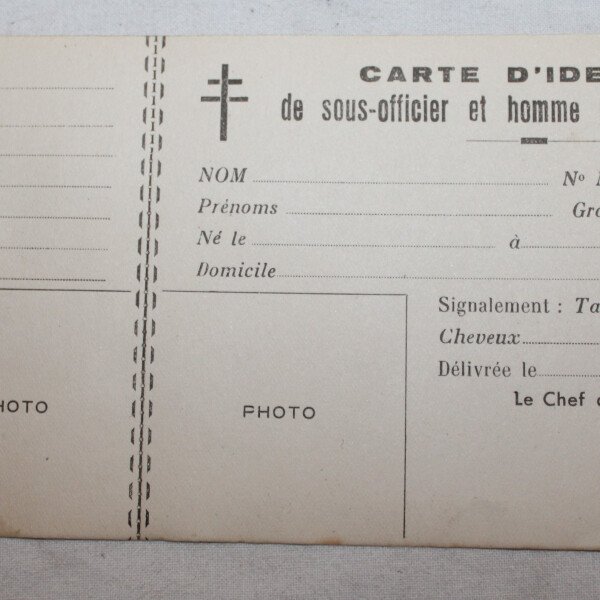 CARTE D'IDE
de sous-officier et homme
NOM Nº
Prénoms Gr
Né le à
Domicile
Signalement : Ta
Cheveux
Délivrée le
Le Chef
HOTO
PHOTO